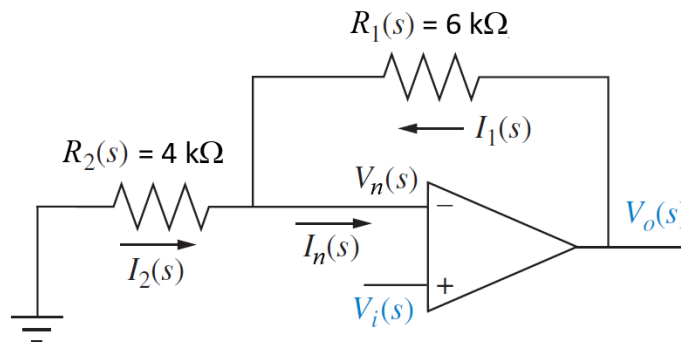 R₁(s) = 6 kΩ
I₁(s)
R₂(s) = 4 kΩ
Vₙ(s)
−
Vₒ(s)
I₂(s)
Iₙ(s)
+
Vᵢ(s)